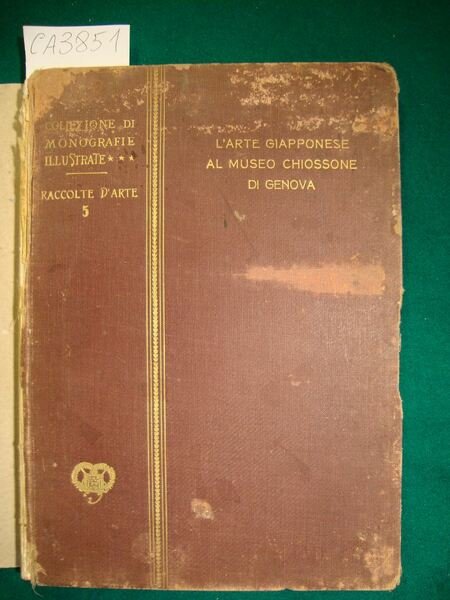 CA3851
COLLEZIONE DI
MONOGRAFIE
ILLUSTRATE ★ ★ ★
RACCOLTE D'ARTE
5
L'ARTE GIAPPONESE
AL MUSEO CHIOSSONE
DI GENOVA